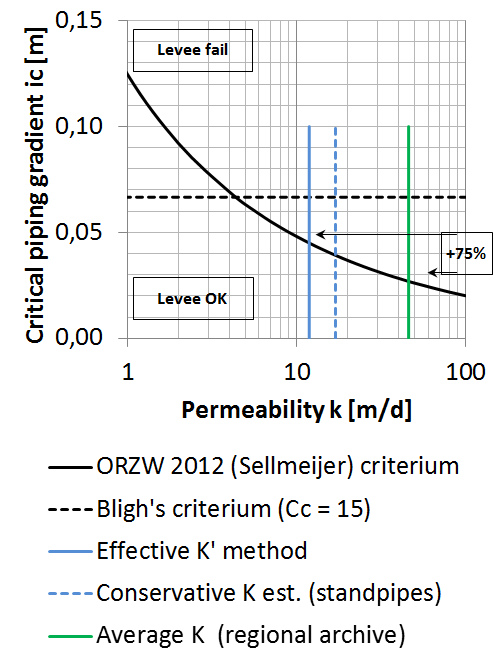 Critical piping gradient ic [m]
0,15
0,10
0,05
0,00
Levee fail
+75%
Levee OK
1
10
100
Permeability k [m/d]
ORZW 2012 (Sellmeijer) criterium
Bligh's criterium (Cc = 15)
Effective K' method
Conservative K est. (standpipes)
Average K (regional archive)